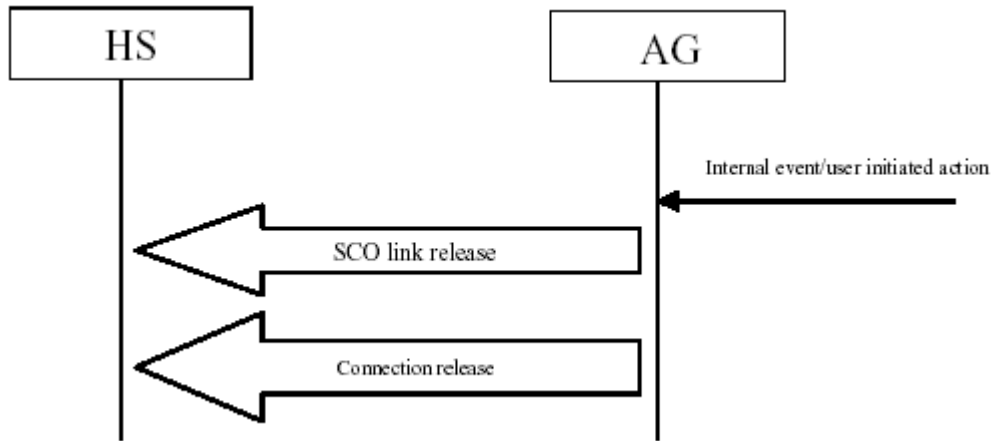 HS
AG
Internal event/user initiated action
SCO link release
Connection release